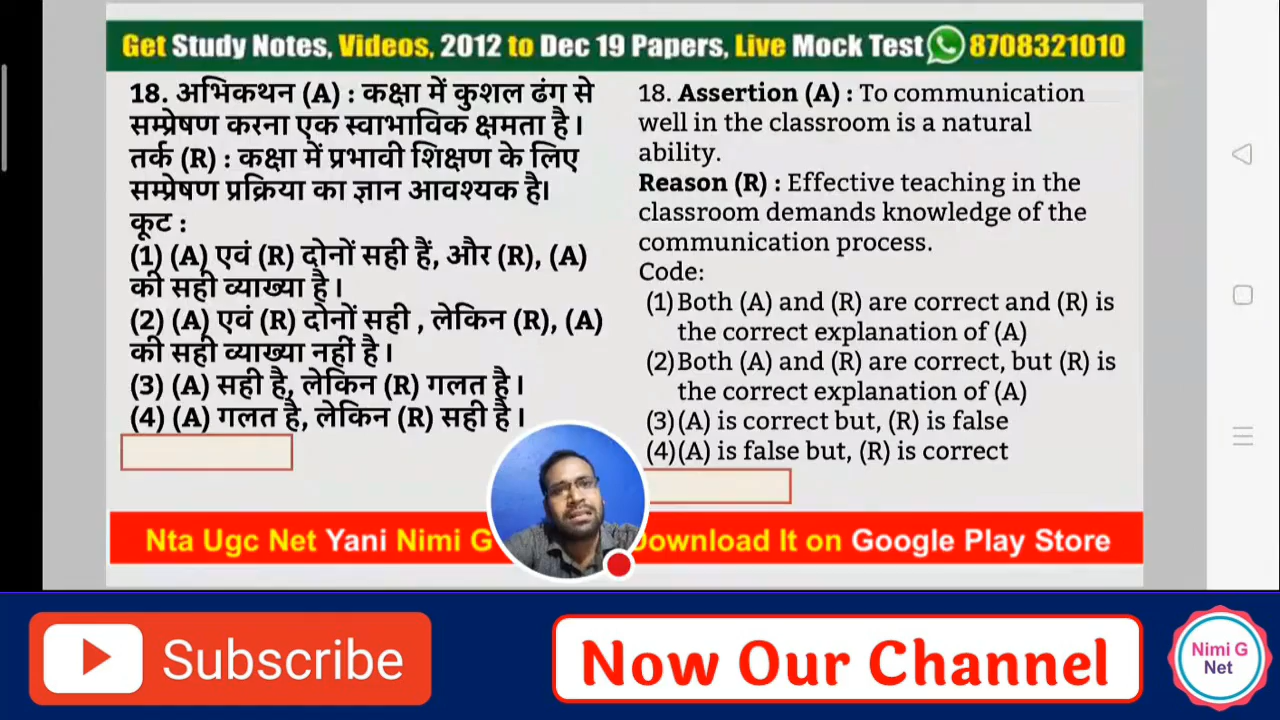 Get Study Notes, Videos, 2012 to Dec 19 Papers, Live Mock Test 8708321010
18. अभिकथन (A) : कक्षा में कुशल ढंग से
सम्प्रेषण करना एक स्वाभाविक क्षमता है ।
तर्क (R) : कक्षा में प्रभावी शिक्षण के लिए
सम्प्रेषण प्रक्रिया का ज्ञान आवश्यक है।
कूट :
(1) (A) एवं (R) दोनों सही हैं, और (R), (A)
की सही व्याख्या है ।
(2) (A) एवं (R) दोनों सही , लेकिन (R), (A)
की सही व्याख्या नहीं है ।
(3) (A) सही है, लेकिन (R) गलत है ।
(4) (A) गलत है, लेकिन (R) सही है ।
18. Assertion (A) : To communication
well in the classroom is a natural
ability.
Reason (R) : Effective teaching in the
classroom demands knowledge of the
communication process.
Code:
(1) Both (A) and (R) are correct and (R) is
the correct explanation of (A)
(2) Both (A) and (R) are correct, but (R) is
the correct explanation of (A)
(3) (A) is correct but, (R) is false
(4) (A) is false but, (R) is correct
Nta Ugc Net Yani Nimi G Download It on Google Play Store
Subscribe
Now Our Channel
Nimi G
Net